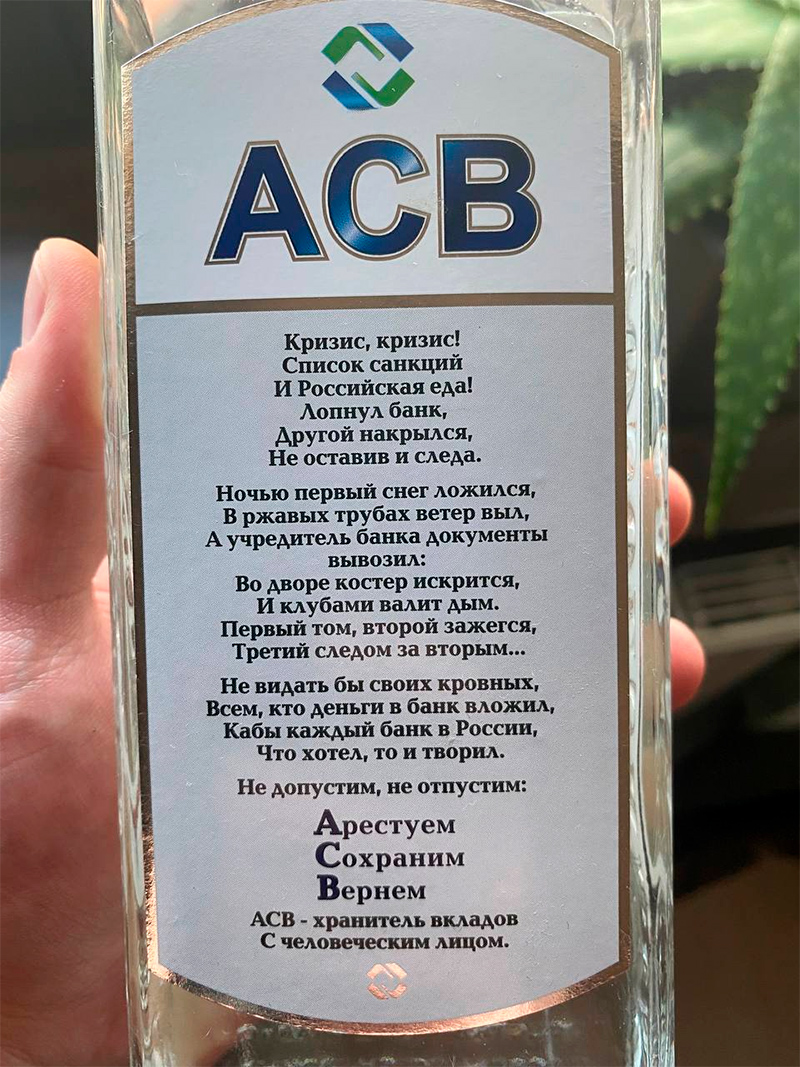 АСВ
Кризис, кризис!
Список санкций
И Российская еда!
Лопнул банк,
Другой накрылся,
Не оставив и следа.
Ночью первый снег ложился,
В ржавых трубах ветер выл,
А учредитель банка документы
вывозил:
Во дворе костер искрится,
И клубами валит дым.
Первый том, второй зажегся,
Третий следом за вторым...
Не видать бы своих кровных,
Всем, кто деньги в банк вложил,
Кабы каждый банк в России,
Что хотел, то и творил.
Не допустим, не отпустим:
Арестуем
Сохраним
Вернем
АСВ - хранитель вкладов
С человеческим лицом.